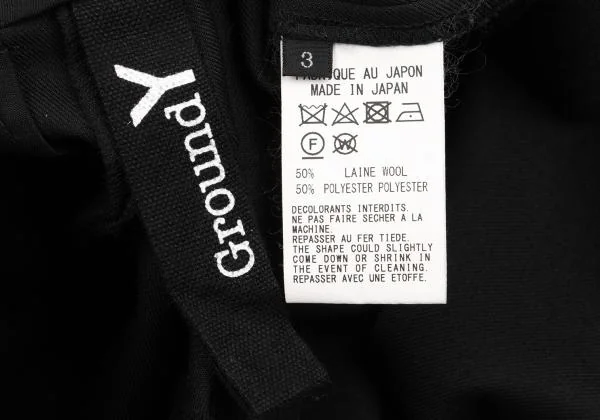 Ground Y
3
FABRIQUE AU JAPON
MADE IN JAPAN
F
W
50% LAINE WOOL
50% POLYESTER POLYESTER
DECOLORANTS INTERDITS.
NE PAS FAIRE SECHER A LA
MACHINE.
REPASSER AU FER TIEDE.
THE SHAPE COULD SLIGHTLY
COME DOWN OR SHRINK IN
THE EVENT OF CLEANING.
REPASSER AVEC UNE ETOFFE.